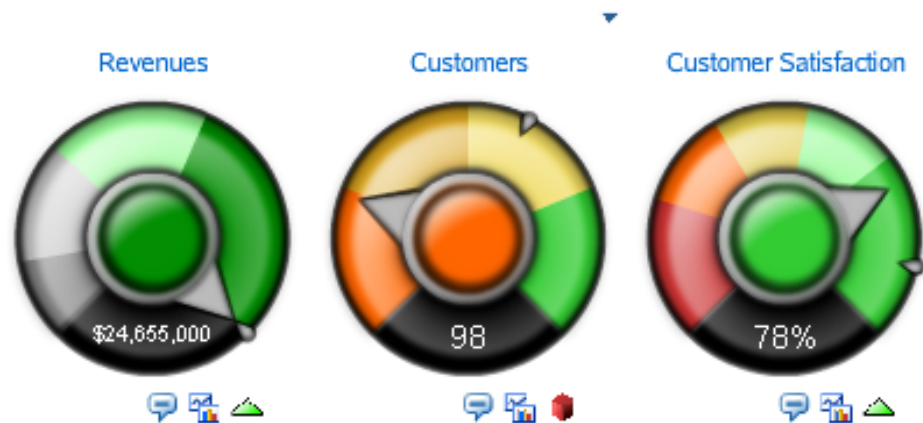 Revenues
Customers
Customer Satisfaction
$24,655,000
98
78%